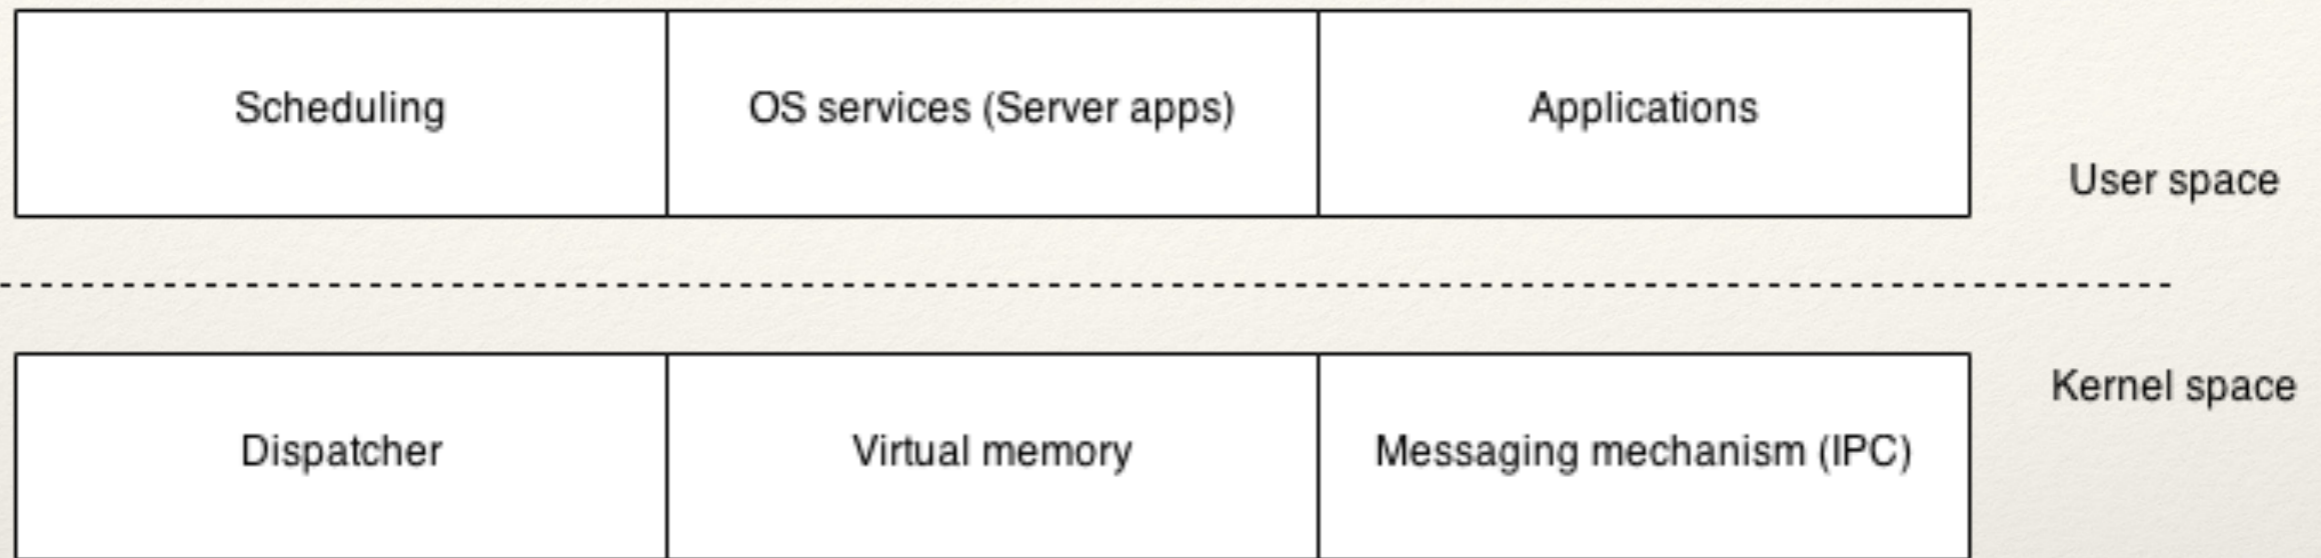 Scheduling
OS services (Server apps)
Applications
User space
Kernel space
Dispatcher
Virtual memory
Messaging mechanism (IPC)